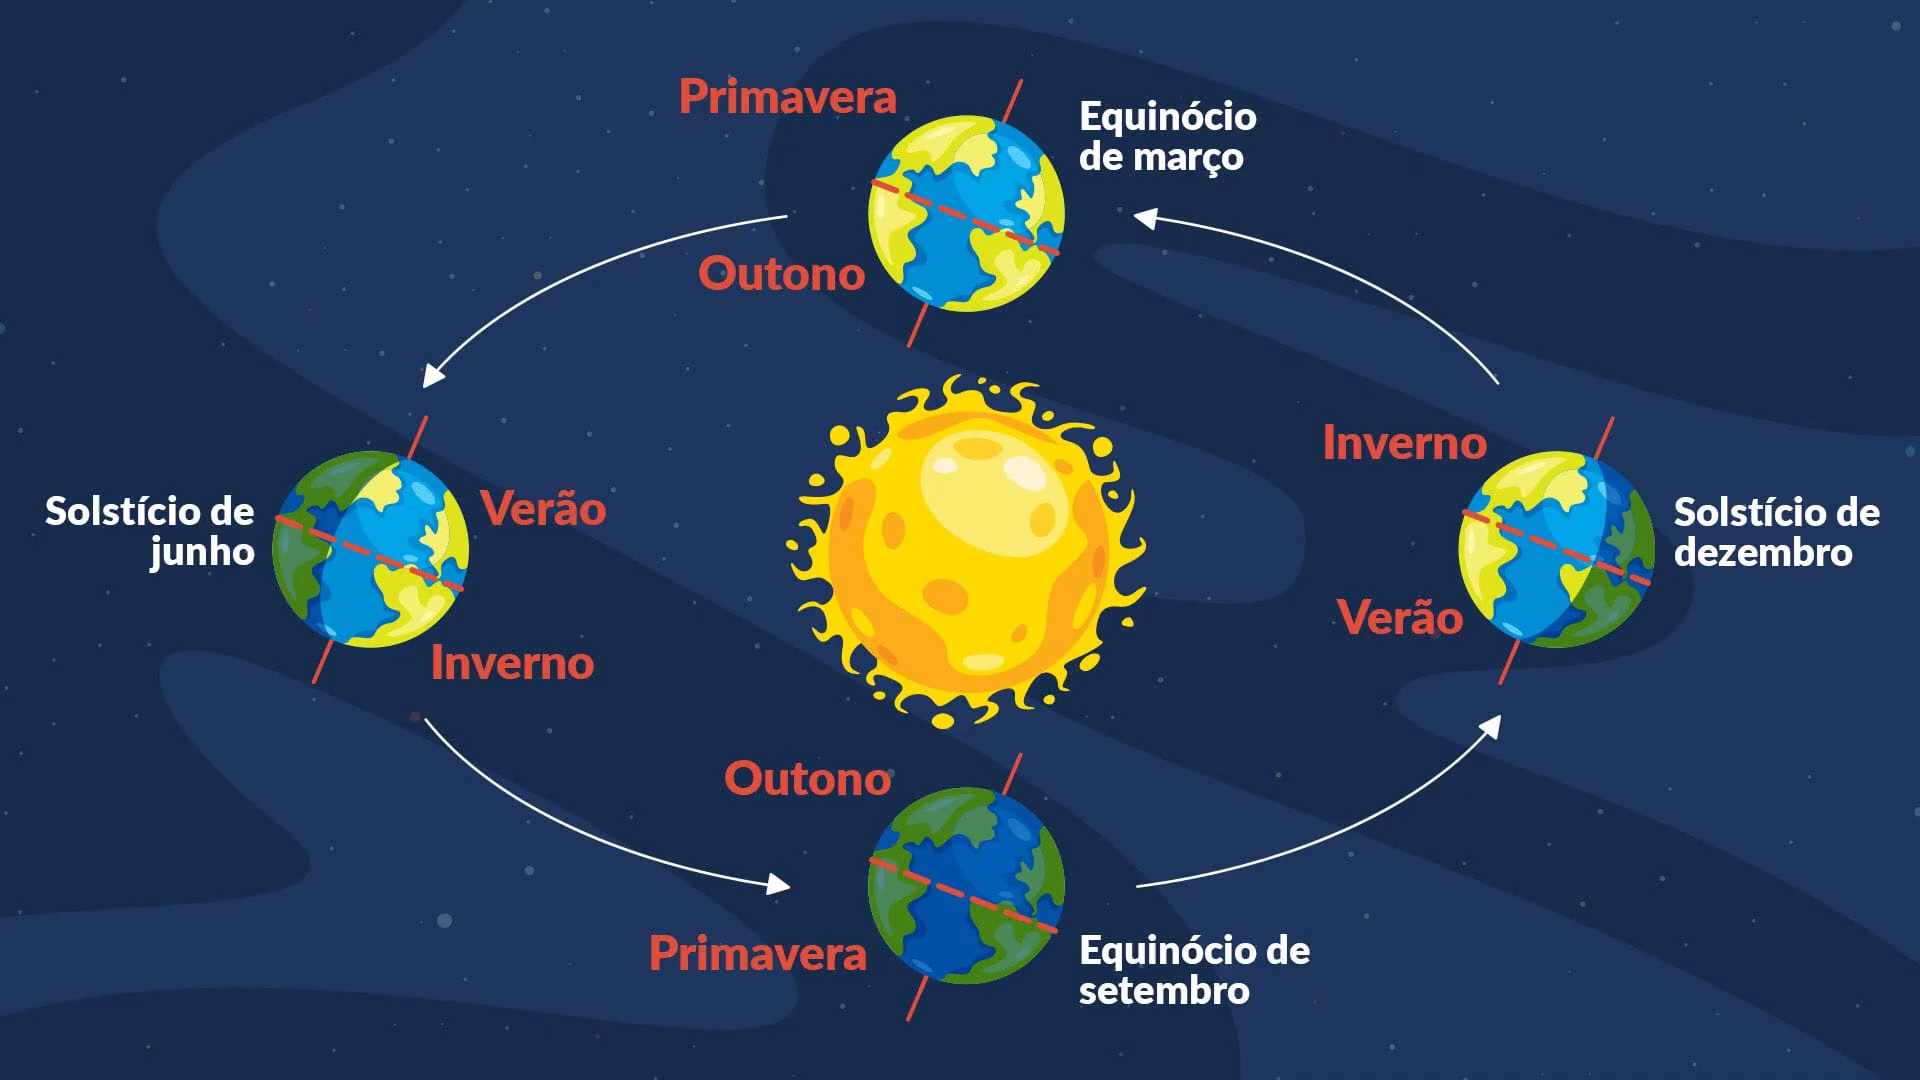 Primavera
Equinócio
de março
Outono
Solstício de
junho
Verão
Inverno
Inverno
Verão
Solstício de
dezembro
Outono
Primavera
Equinócio de
setembro